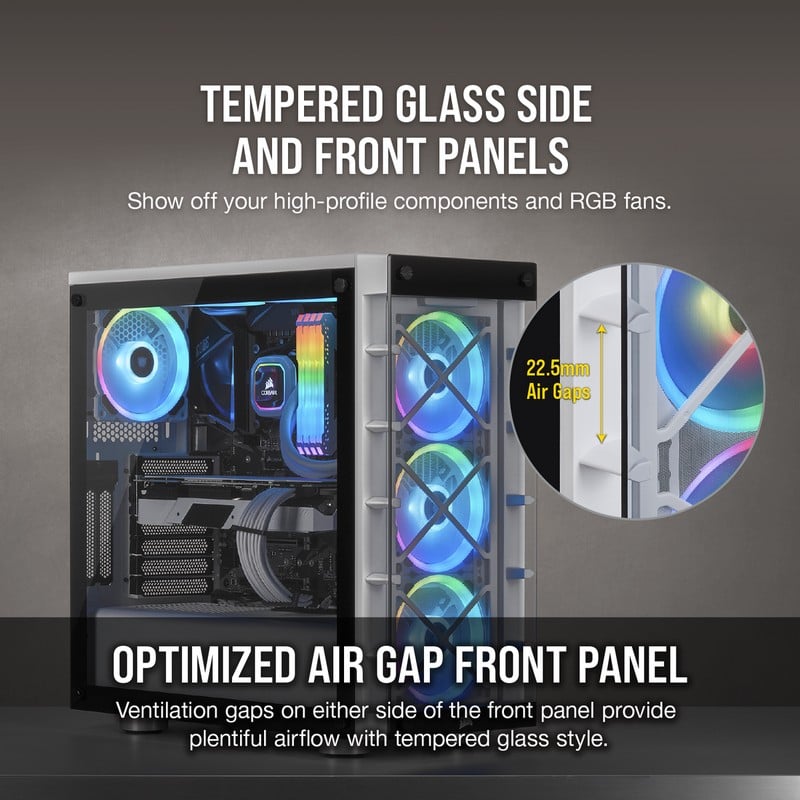 TEMPERED GLASS SIDE
AND FRONT PANELS
Show off your high-profile components and RGB fans.
22.5mm
Air Gaps
CORSAIR
OPTIMIZED AIR GAP FRONT PANEL
Ventilation gaps on either side of the front panel provide
plentiful airflow with tempered glass style.